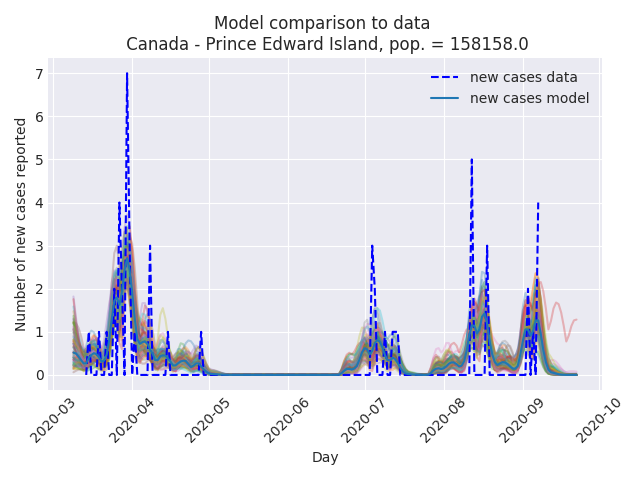 Model comparison to data
Canada - Prince Edward Island, pop. = 158158.0
new cases data
new cases model
Number of new cases reported
7
6
5
4
3
2
1
0
2020-03
2020-04
2020-05
2020-06
2020-07
2020-08
2020-09
2020-10
Day